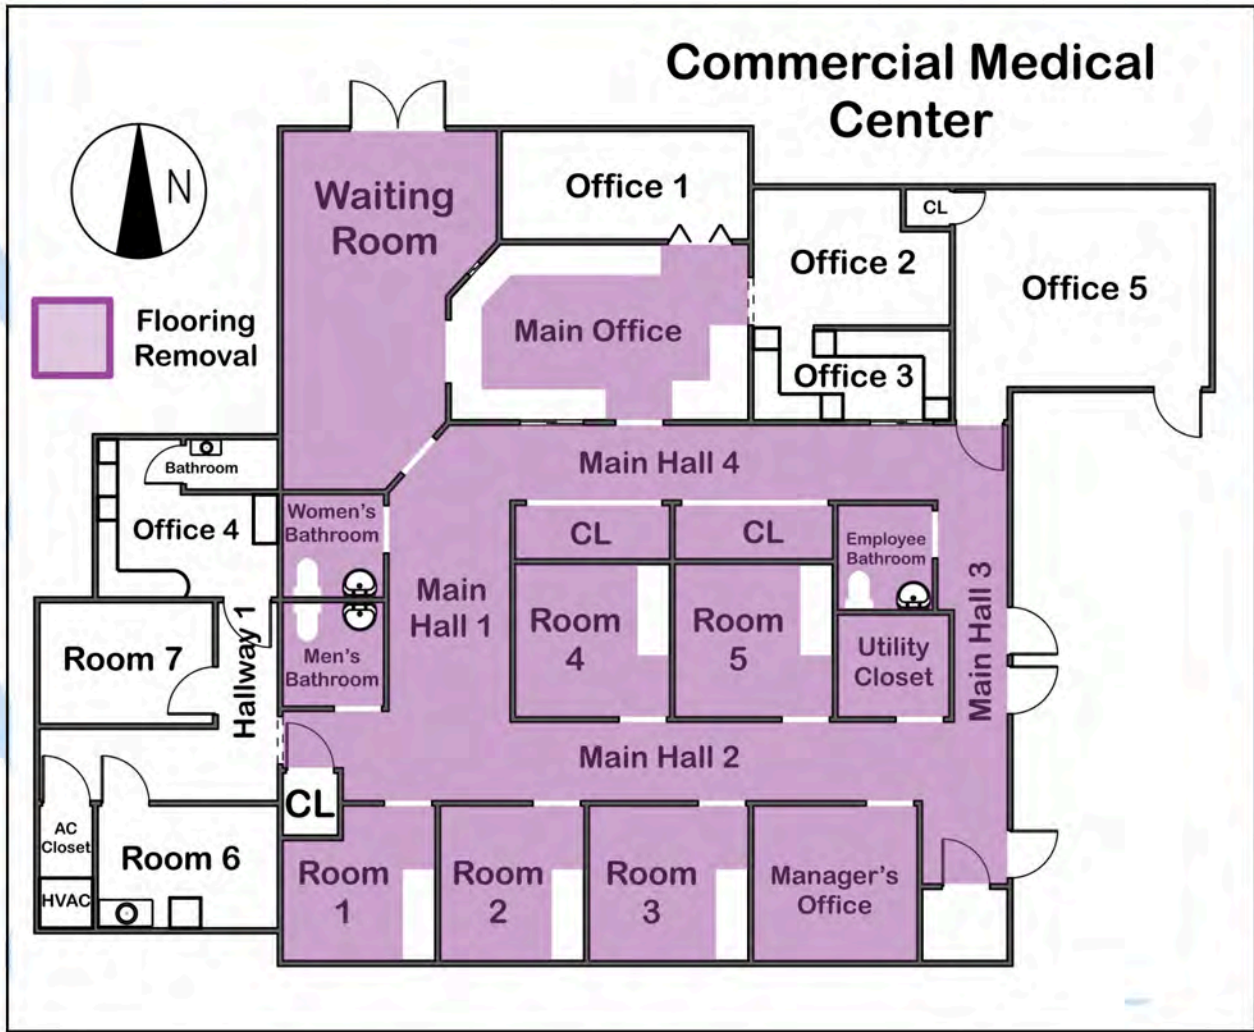 Commercial Medical
Center
N
Flooring
Removal
Waiting
Room
Office 1
CL
Office 2
Office 5
Main Office
Office 3
Main Hall 4
Bathroom
Office 4
Women's
Bathroom
CL
CL
Employee
Bathroom
Main
Hall 1
Room
4
Room
5
Utility
Closet
Main Hall 3
Room 7
Hallway 1
Men's
Bathroom
Main Hall 2
CL
AC
Closet
HVAC
Room 6
Room
1
Room
2
Room
3
Manager's
Office